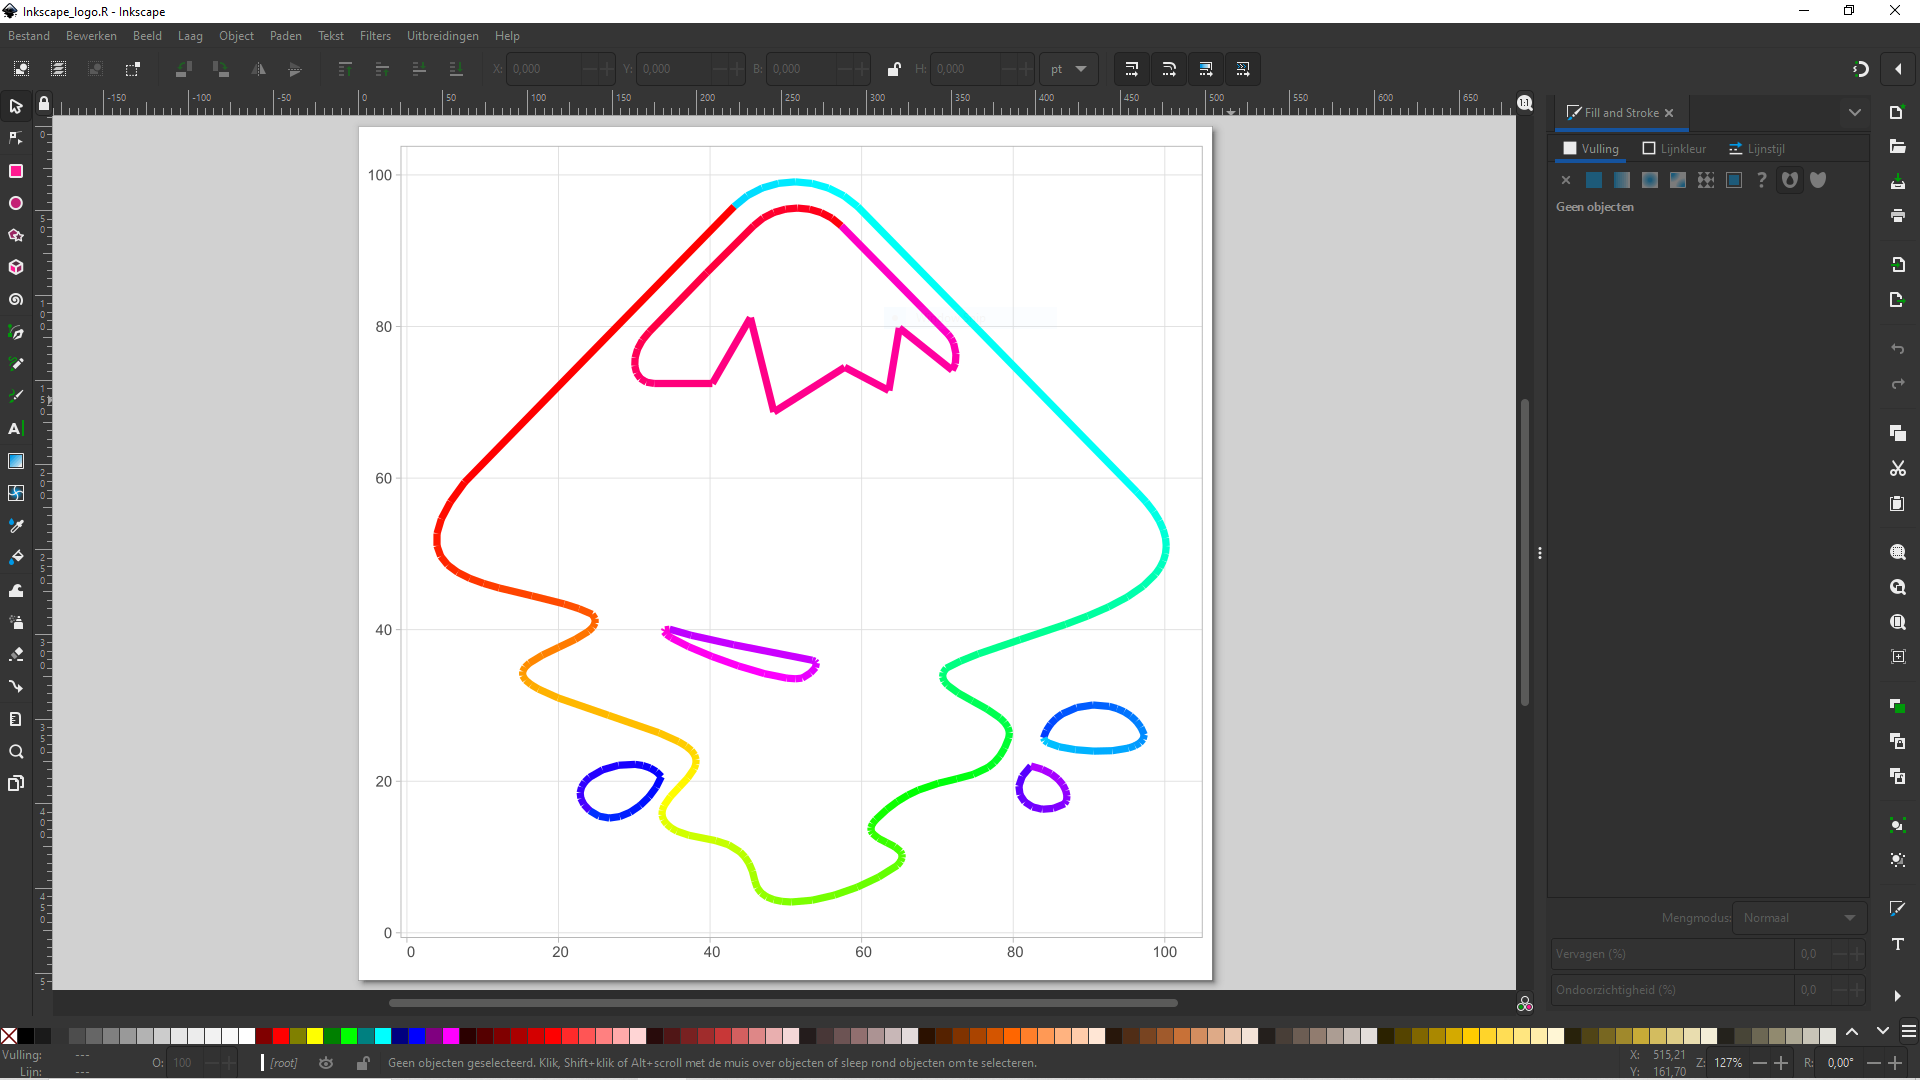 Inkscape_logo.R - Inkscape
Bestand Bewerken Beeld Laag Object Paden Tekst Filters Uitbreidingen Help
X: 0,000 Y: 0,000 B: 0,000 H: 0,000 pt
-150 -100 -50 0 50 100 150 200 250 300 350 400 450 500 550 600 650
1:1
Fill and Stroke
Vulling Lijnkleur Lijnstijl
?
Geen objecten
100
80
60
40
20
0
0 20 40 60 80 100
Mengmodus: Normaal
Vervagen (%) 0,0
Ondoorzichtigheid (%) 0,0
Vulling: ---
Lijn: ---
O: 100
[root]
Geen objecten geselecteerd. Klik, Shift+klik of Alt+scroll met de muis over objecten of sleep rond objecten om te selecteren.
X: 515,21
Y: 161,70
Z: 127%
R: 0,00°